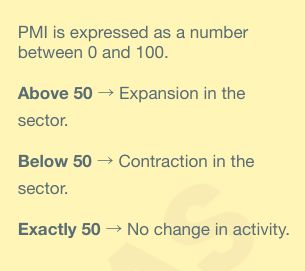 PMI is expressed as a number
between 0 and 100.
Above 50 → Expansion in the
sector.
Below 50 → Contraction in the
sector.
Exactly 50 → No change in activity.